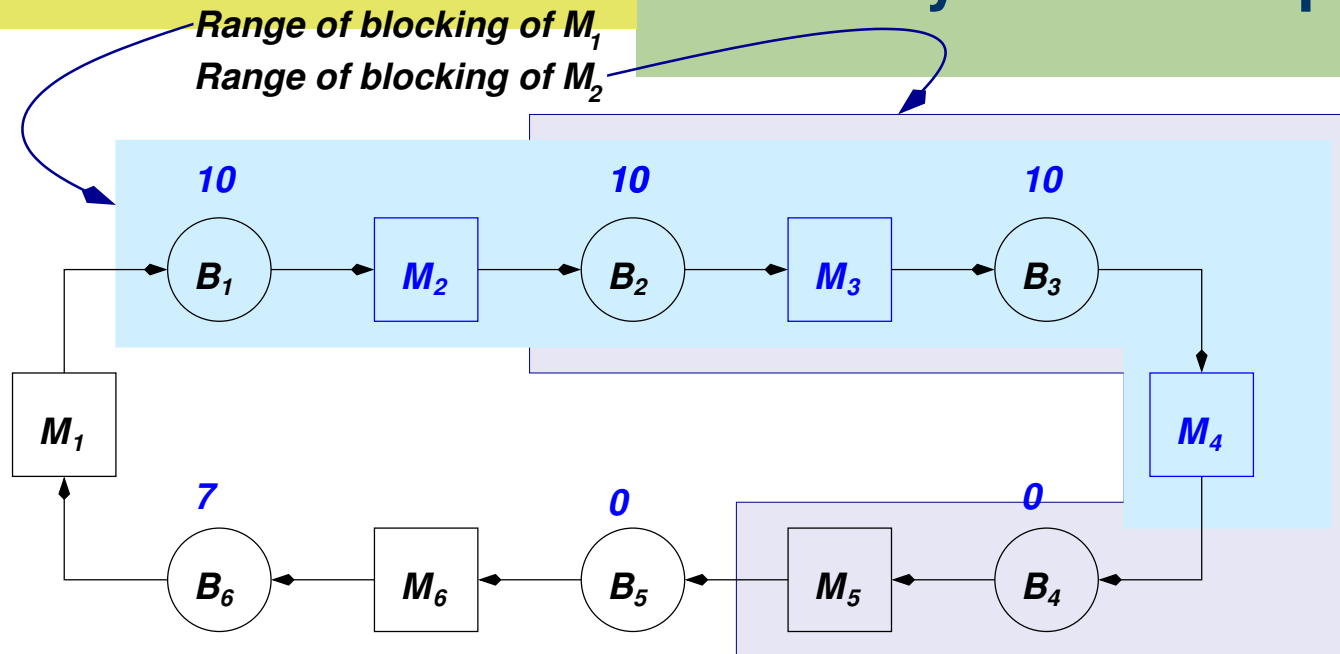 Range of blocking of M1
Range of blocking of M2
10 10 10
B1 M2 B2 M3 B3
M1 M4
7 0 0
B6 M6 B5 M5 B4